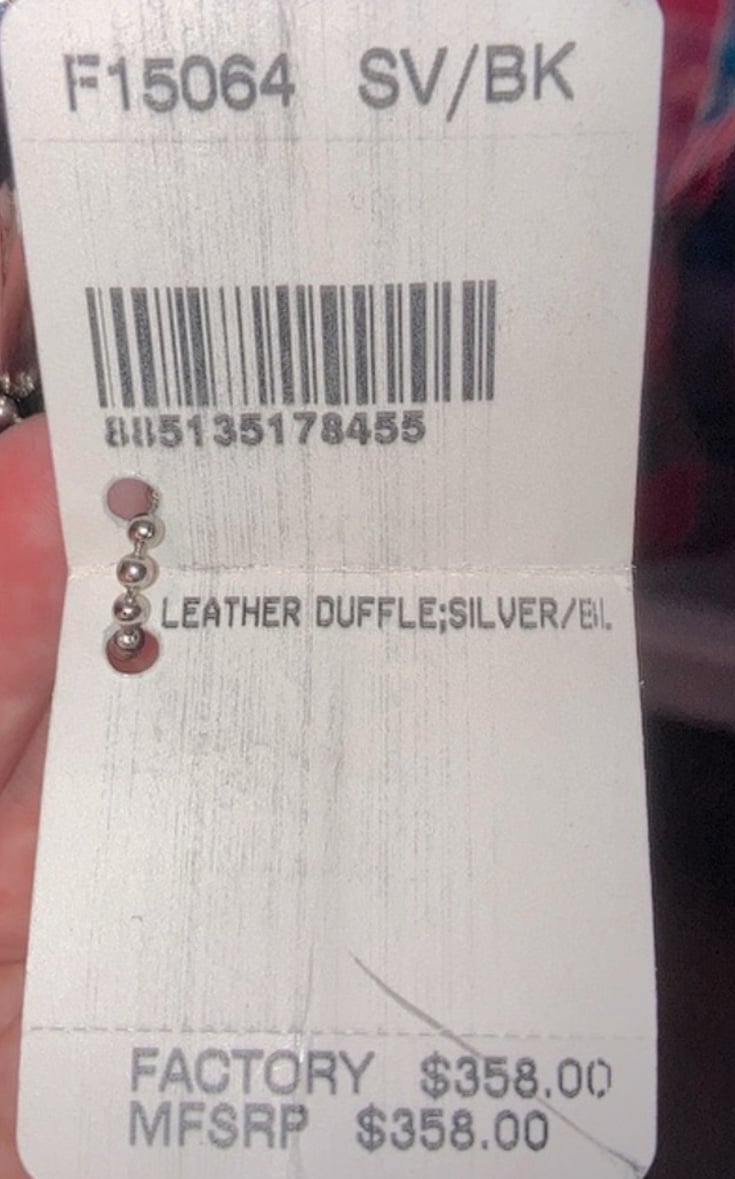 F15064 SV/BK
885135178455
LEATHER DUFFLE;SILVER/BL
FACTORY $358.00
MFSRP $358.00